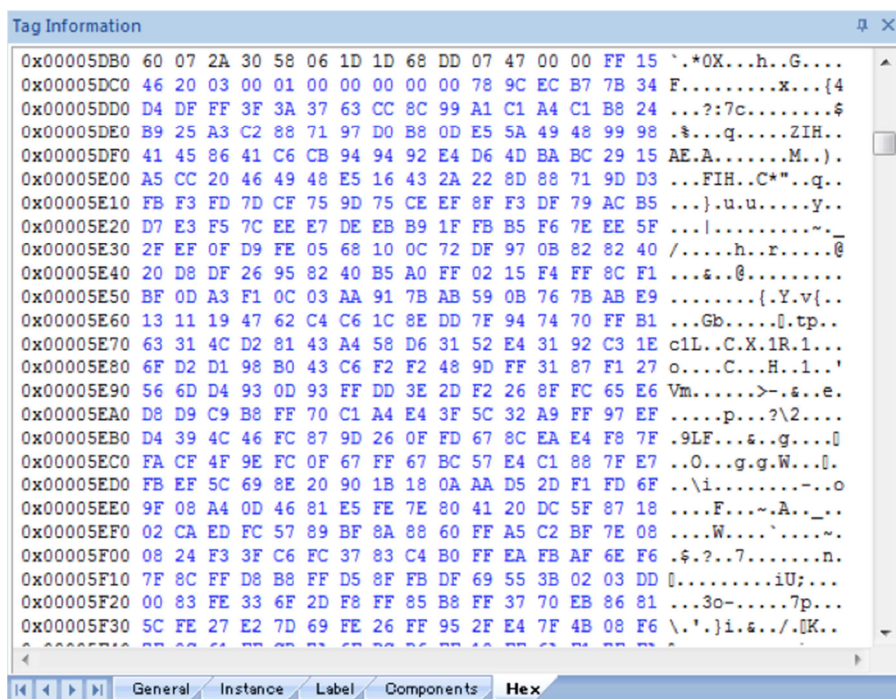 Tag Information
0x00005DB0 60 07 2A 30 58 06 1D 1D 68 DD 07 47 00 00 FF 15 `.*0X...h..G....
0x00005DC0 46 20 03 00 01 00 00 00 00 00 78 9C EC B7 7B 34 F.........x...{4
0x00005DD0 D4 DF FF 3F 3A 37 63 CC 8C 99 A1 C1 A4 C1 B8 24 ...?:7c........$
0x00005DE0 B9 25 A3 C2 88 71 97 D0 B8 0D E5 5A 49 48 99 98 .%...q.....ZIH..
0x00005DF0 41 45 86 41 C6 CB 94 94 92 E4 D6 4D BA BC 29 15 AE.A.......M..).
0x00005E00 A5 CC 20 46 49 48 E5 16 43 2A 22 8D 88 71 9D D3 ...FIH..C*"..q..
0x00005E10 FB F3 FD 7D CF 75 9D 75 CE EF 8F F3 DF 79 AC B5 ...}.u.u.....y..
0x00005E20 D7 E3 F5 7C EE E7 DE EB B9 1F FB B5 F6 7E EE 5F ...|.........~._
0x00005E30 2F EF 0F D9 FE 05 68 10 0C 72 DF 97 0B 82 82 40 /.....h..r.....@
0x00005E40 20 D8 DF 26 95 82 40 B5 A0 FF 02 15 F4 FF 8C F1 ...&..@.........
0x00005E50 BF 0D A3 F1 0C 03 AA 91 7B AB 59 0B 76 7B AB E9 ........{.Y.v{..
0x00005E60 13 11 19 47 62 C4 C6 1C 8E DD 7F 94 74 70 FF B1 ...Gb.....▯.tp..
0x00005E70 63 31 4C D2 81 43 A4 58 D6 31 52 E4 31 92 C3 1E c1L..C.X.1R.1...
0x00005E80 6F D2 D1 98 B0 43 C6 F2 F2 48 9D FF 31 87 F1 27 o....C...H..1..'
0x00005E90 56 6D D4 93 0D 93 FF DD 3E 2D F2 26 8F FC 65 E6 Vm......>-.&..e.
0x00005EA0 D8 D9 C9 B8 FF 70 C1 A4 E4 3F 5C 32 A9 FF 97 EF .....p...?\2....
0x00005EB0 D4 39 4C 46 FC 87 9D 26 0F FD 67 8C EA E4 F8 7F .9LF...&..g....▯
0x00005EC0 FA CF 4F 9E FC 0F 67 FF 67 BC 57 E4 C1 88 7F E7 ..O...g.g.W...▯.
0x00005ED0 FB EF 5C 69 8E 20 90 1B 18 0A AA D5 2D F1 FD 6F ..\i........-..o
0x00005EE0 9F 08 A4 0D 46 81 E5 FE 7E 80 41 20 DC 5F 87 18 ....F...~.A.._..
0x00005EF0 02 CA ED FC 57 89 BF 8A 88 60 FF A5 C2 BF 7E 08 ....W....`....~.
0x00005F00 08 24 F3 3F C6 FC 37 83 C4 B0 FF EA FB AF 6E F6 .$.?..7.......n.
0x00005F10 7F 8C FF D8 B8 FF D5 8F FB DF 69 55 3B 02 03 DD ▯.........iU;...
0x00005F20 00 83 FE 33 6F 2D F8 FF 85 B8 FF 37 70 EB 86 81 ...3o-.....7p...
0x00005F30 5C FE 27 E2 7D 69 FE 26 FF 95 2F E4 7F 4B 08 F6 \.'.}i.&../.▯K..
General Instance Label Components Hex